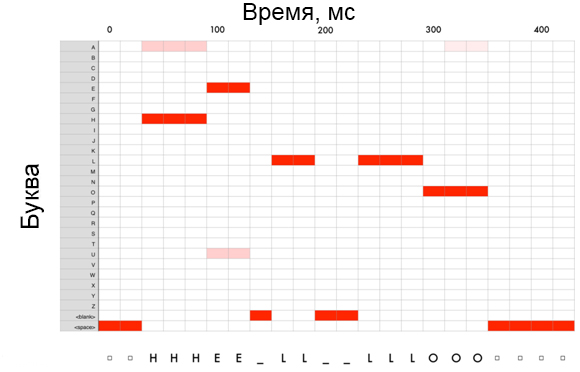 Время, мс
0 100 200 300 400
Буква
A
B
C
D
E
F
G
H
I
J
K
L
M
N
O
P
Q
R
S
T
U
V
W
X
Y
Z
<blank>
<space>
□ □ H H H E E _ L L _ _ L L L O O O □ □ □ □